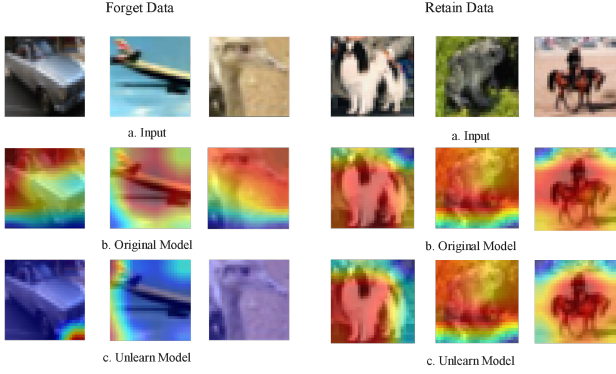 Forget Data
Retain Data
a. Input
a. Input
b. Original Model
b. Original Model
c. Unlearn Model
c. Unlearn Model